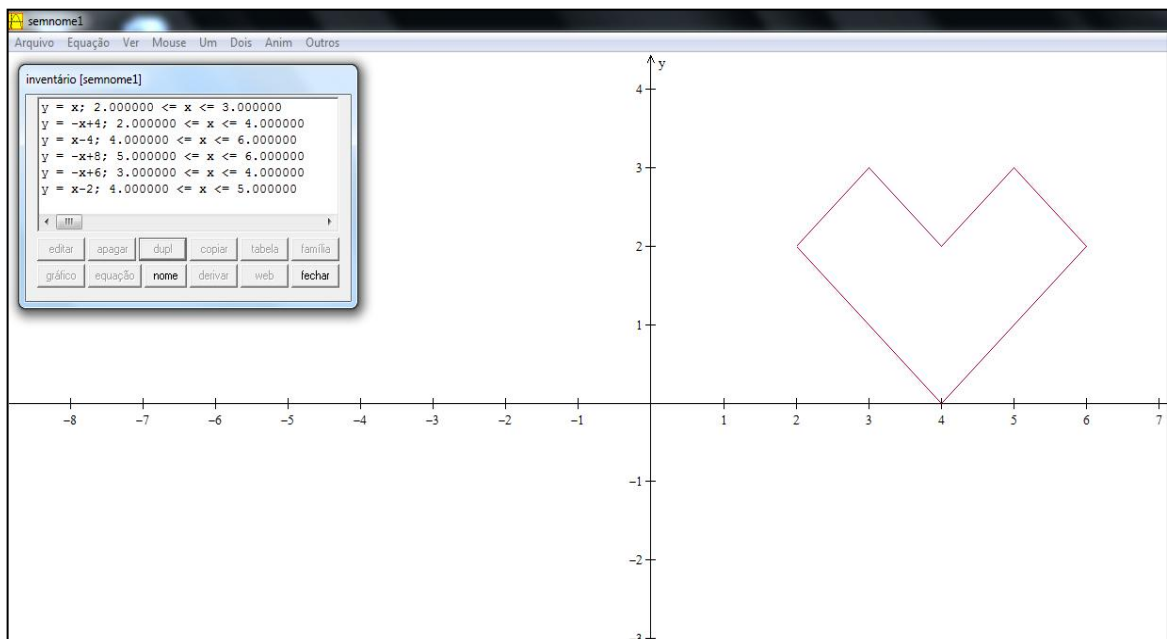 semnome1
Arquivo Equação Ver Mouse Um Dois Anim Outros
inventário [semnome1]
y = x; 2.000000 <= x <= 3.000000
y = -x+4; 2.000000 <= x <= 4.000000
y = x-4; 4.000000 <= x <= 6.000000
y = -x+8; 5.000000 <= x <= 6.000000
y = -x+6; 3.000000 <= x <= 4.000000
y = x-2; 4.000000 <= x <= 5.000000
editar apagar dupl copiar tabela família
gráfico equação nome derivar web fechar
y
4
3
2
1
−8 −7 −6 −5 −4 −3 −2 −1 1 2 3 4 5 6 7
−1
−2
−3